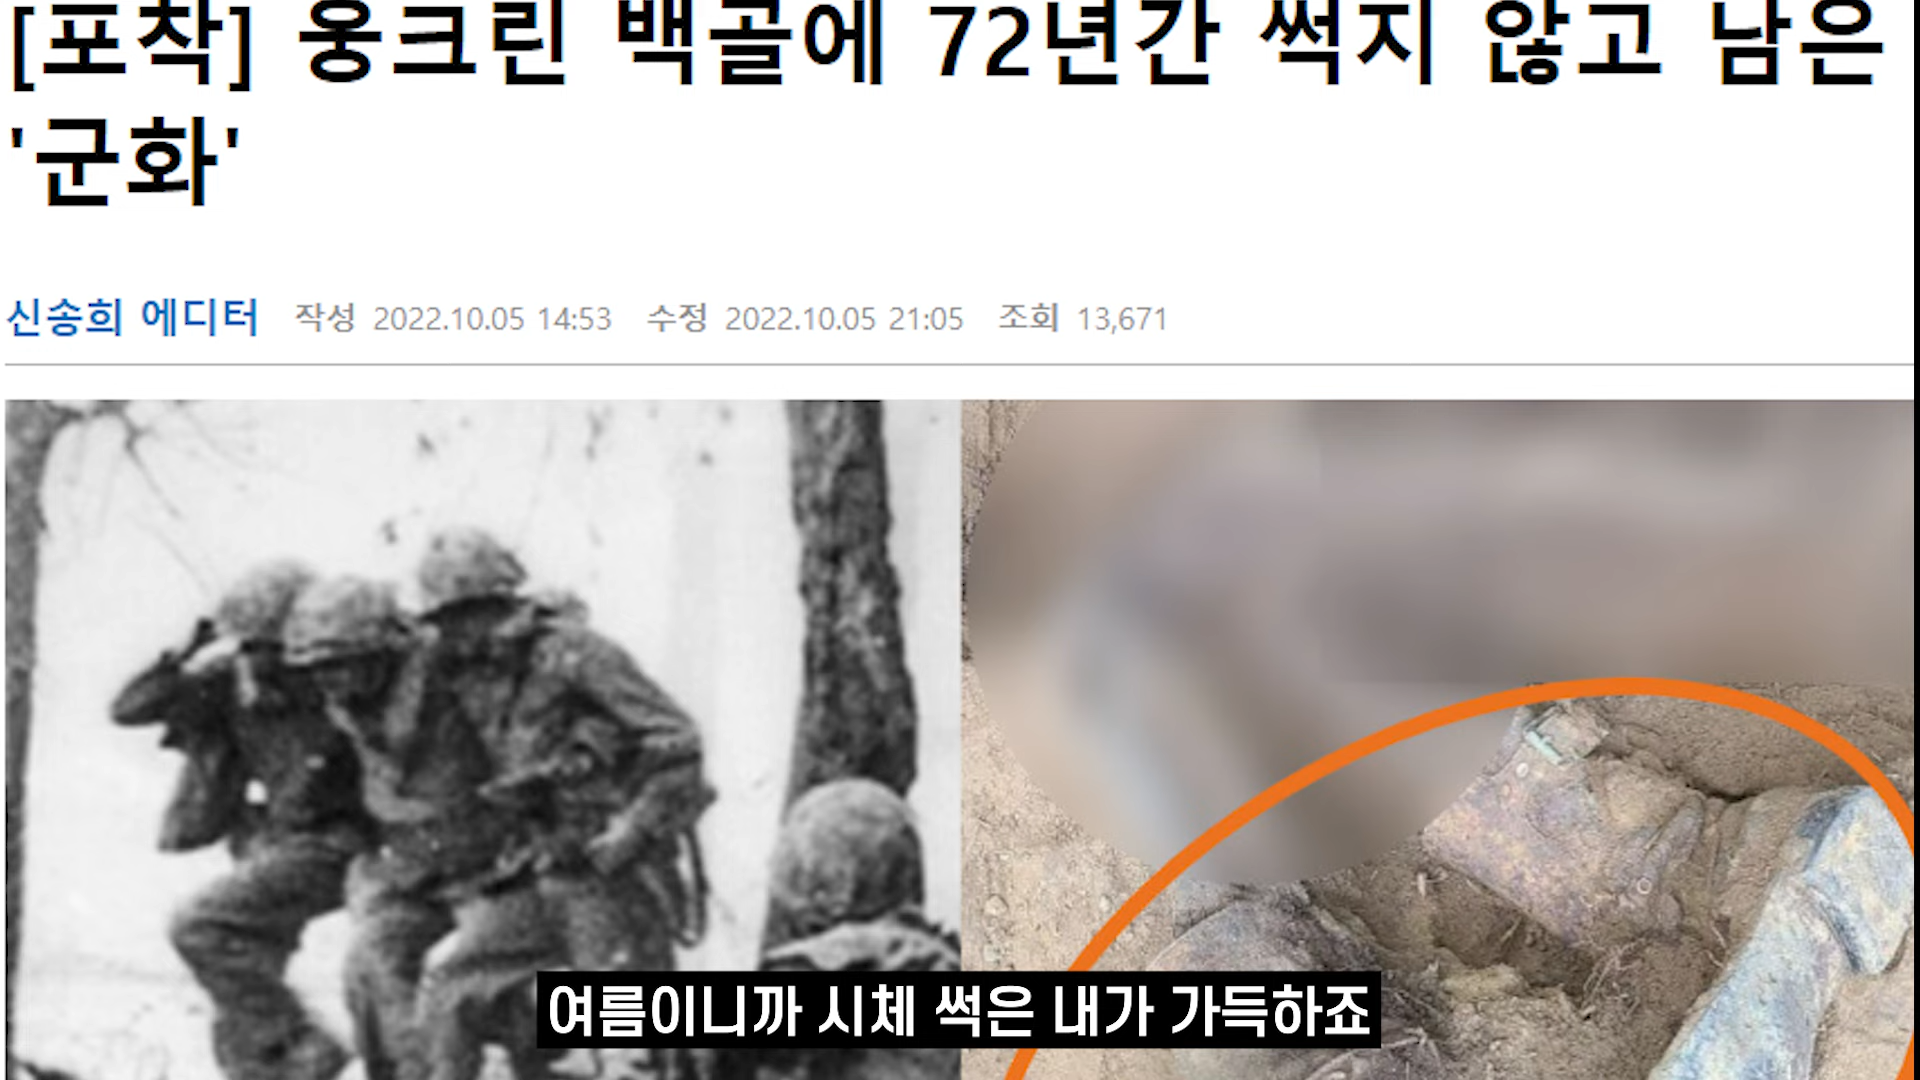 [포착] 웅크린 백골에 72년간 썩지 않고 남은
'군화'
신송희 에디터 작성 2022.10.05 14:53 수정 2022.10.05 21:05 조회 13,671
여름이니까 시체 썩은 내가 가득하죠